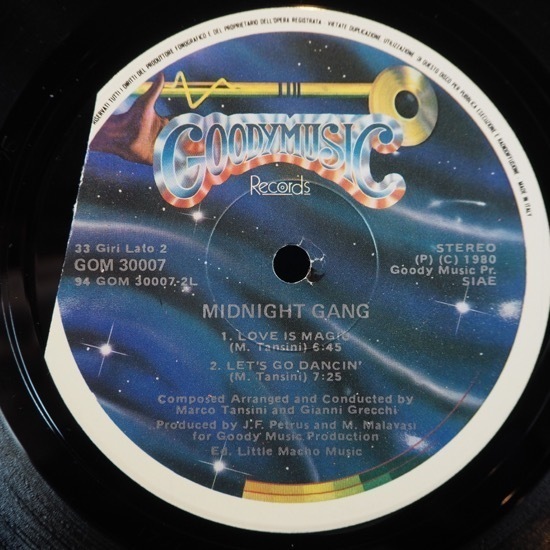 RISERVATI TUTTI I DIRITTI DEL PRODUTTORE FONOGRAFICO E DEL PROPRIETARIO DELL'OPERA REGISTRATA - VIETATE DUPLICAZIONE UTILIZZAZIONE DI QUESTO DISCO PER PUBBLICA ESECUZIONE E RADIODIFFUSIONE. MADE IN ITALY
GOODYMUSIC
Records
33 Giri Lato 2
GOM 30007
94 GOM 30007-2L
STEREO
(P) (C) 1980
Goody Music Pr.
SIAE
MIDNIGHT GANG
1. LOVE IS MAGIC
(M. Tansini) 6:45
2. LET'S GO DANCIN'
(M. Tansini) 7:25
Composed Arranged and Conducted by
Marco Tansini and Gianni Grecchi
Produced by J.F. Petrus and M. Malavasi
for Goody Music Production
Ed. Little Macho Music